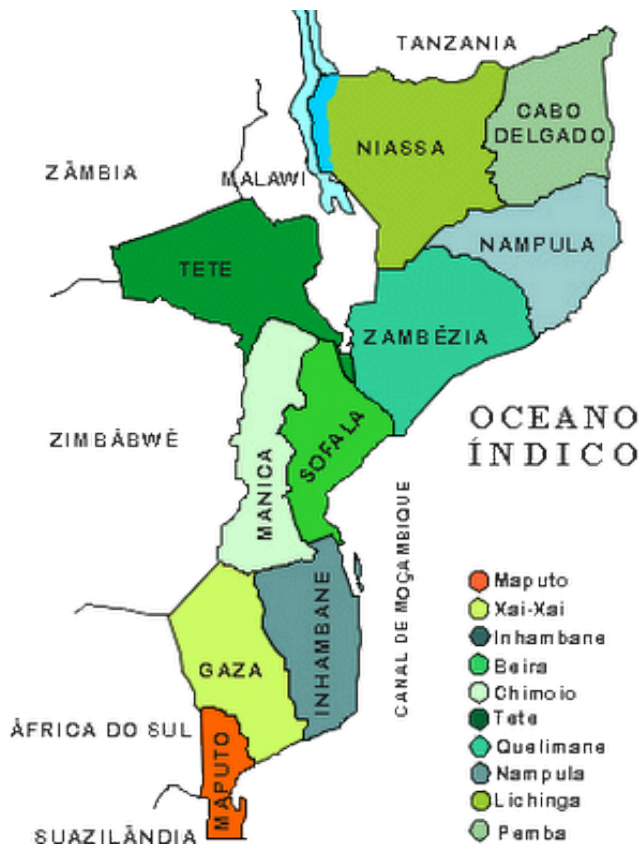 TANZANIA
CABO
DELGADO
NIASSA
ZÂMBIA
MALAWI
NAMPULA
TETE
ZAMBÉZIA
OCEANO
ÍNDICO
ZIMBÁBWÈ
SOFALA
MANICA
CANAL DE MOÇAMBIQUE
INHAMBANE
GAZA
ÁFRICA DO SUL
MAPUTO
SUAZILÂNDIA
Maputo
Xai-Xai
Inhambane
Beira
Chimoio
Tete
Quelimane
Nampula
Lichinga
Pemba